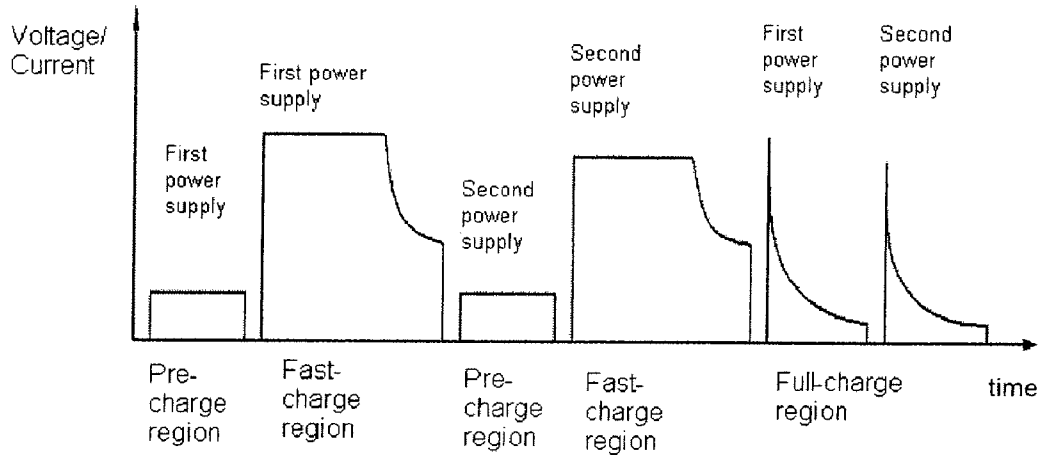 Voltage/
Current
First
power
supply
First power
supply
Second
power
supply
Second
power
supply
First
power
supply
Second
power
supply
Pre-
charge
region
Fast-
charge
region
Pre-
charge
region
Fast-
charge
region
Full-charge
region
time